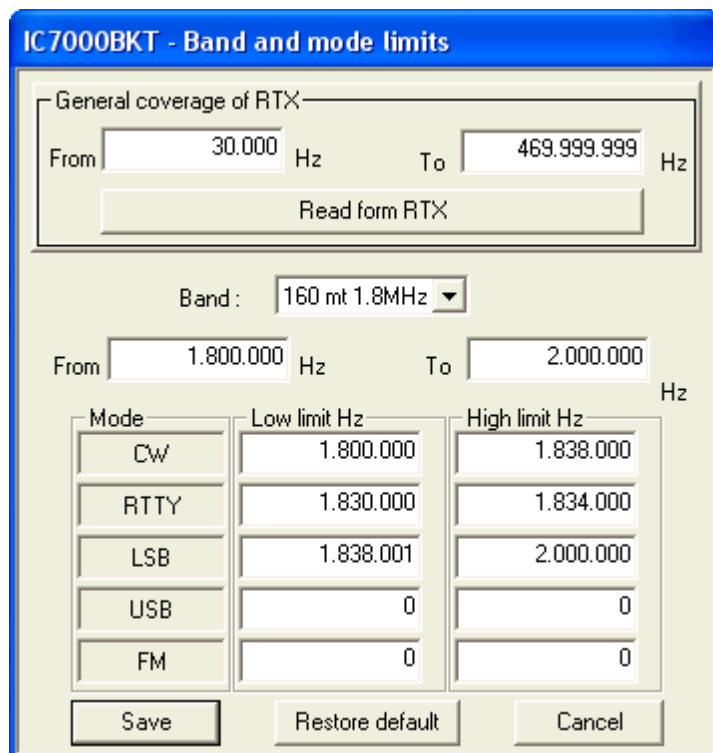 IC7000BKT - Band and mode limits
General coverage of RTX
From 30.000 Hz To 469.999.999 Hz
Read form RTX
Band : 160 mt 1.8MHz
From 1.800.000 Hz To 2.000.000 Hz
Mode Low limit Hz High limit Hz
CW 1.800.000 1.838.000
RTTY 1.830.000 1.834.000
LSB 1.838.001 2.000.000
USB 0 0
FM 0 0
Save Restore default Cancel